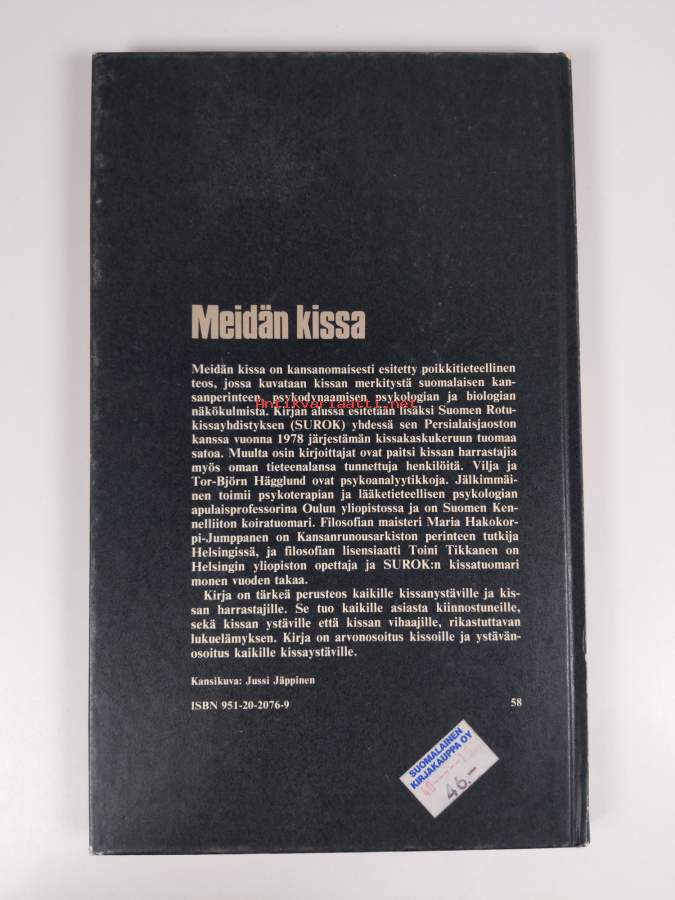 Meidän kissa
Meidän kissa on kansanomaisesti esitetty poikkitieteellinen
teos, jossa kuvataan kissan merkitystä suomalaisen kan-
sanperinteen, psykodynaamisen psykologian ja biologian
Antikvariaatti.net
näkökulmista. Kirjan alussa esitetään lisäksi Suomen Rotu-
kissayhdistyksen (SUROK) yhdessä sen Persialaisjaoston
kanssa vuonna 1978 järjestämän kissakaskukeruun tuomaa
satoa. Muulta osin kirjoittajat ovat paitsi kissan harrastajia
myös oman tieteenalansa tunnettuja henkilöitä. Vilja ja
Tor-Björn Hägglund ovat psykoanalyytikkoja. Jälkimmäi-
nen toimii psykoterapian ja lääketieteellisen psykologian
apulaisprofessorina Oulun yliopistossa ja on Suomen Ken-
nelliiton koiratuomari. Filosofian maisteri Maria Hakokor-
pi-Jumppanen on Kansanrunousarkiston perinteen tutkija
Helsingissä, ja filosofian lisensiaatti Toini Tikkanen on
Helsingin yliopiston opettaja ja SUROK:n kissatuomari
monen vuoden takaa.
Kirja on tärkeä perusteos kaikille kissanystäville ja kis-
san harrastajille. Se tuo kaikille asiasta kiinnostuneille,
sekä kissan ystäville että kissan vihaajille, rikastuttavan
lukuelämyksen. Kirja on arvonosoitus kissoille ja ystävän-
osoitus kaikille kissaystäville.
Kansikuva: Jussi Jäppinen
ISBN 951-20-2076-9 58
SUOMALAINEN
KIRJAKAUPPA OY
46.-